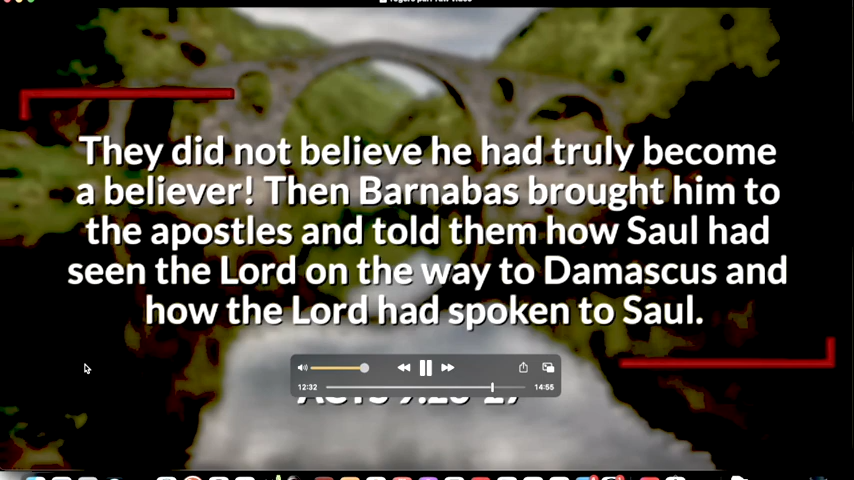 They did not believe he had truly become
a believer! Then Barnabas brought him to
the apostles and told them how Saul had
seen the Lord on the way to Damascus and
how the Lord had spoken to Saul.
12:32
14:55